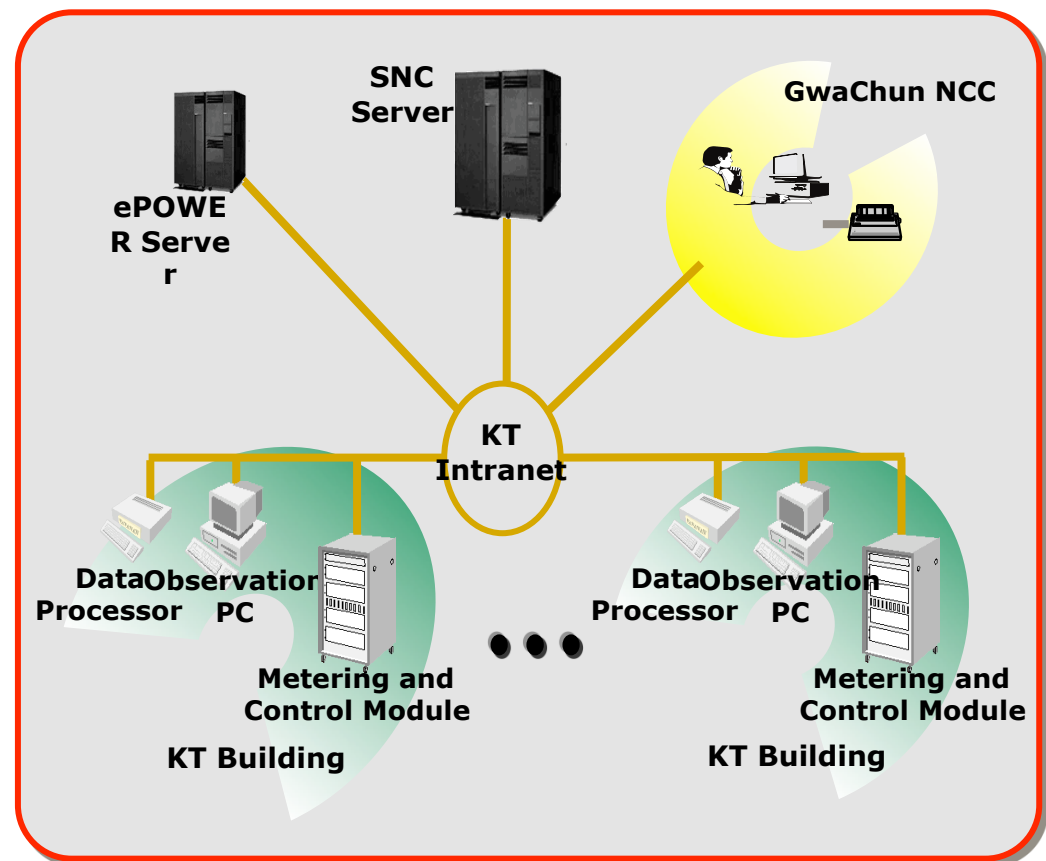 SNC
Server
GwaChun NCC
ePOWE
R Serve
r
KT
Intranet
Data
Processor
Observation
PC
Metering and
Control Module
KT Building
Data
Processor
Observation
PC
Metering and
Control Module
KT Building